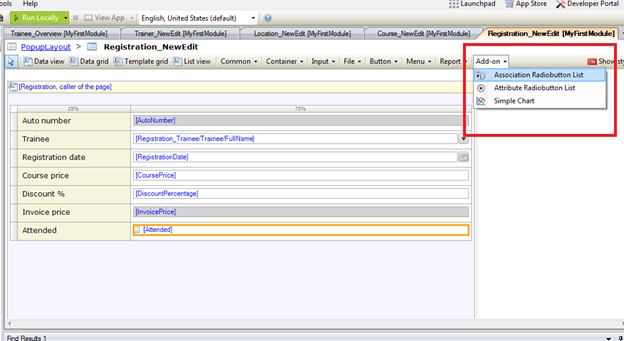 ools View Launchpad App Store Developer Portal
Run Locally View App English, United States (default)
Trainee_Overview [MyFirstModule] Trainer_NewEdit [MyFirstModule] Location_NewEdit [MyFirstModule] Course_NewEdit [MyFirstModule] Registration_NewEdit [MyFirstModule]
PopupLayout Registration_NewEdit
Data view Data grid Template grid List view Common Container Input File Button Menu Report Add-on Show sty
Association Radiobutton List
Attribute Radiobutton List
Simple Chart
[Registration, caller of the page]
25% 75%
Auto number [AutoNumber]
Trainee [Registration_Trainee/Trainee/FullName]
Registration date [RegistrationDate]
Course price [CoursePrice]
Discount % [DiscountPercentage]
Invoice price [InvoicePrice]
Attended [Attended]
Find Results 1